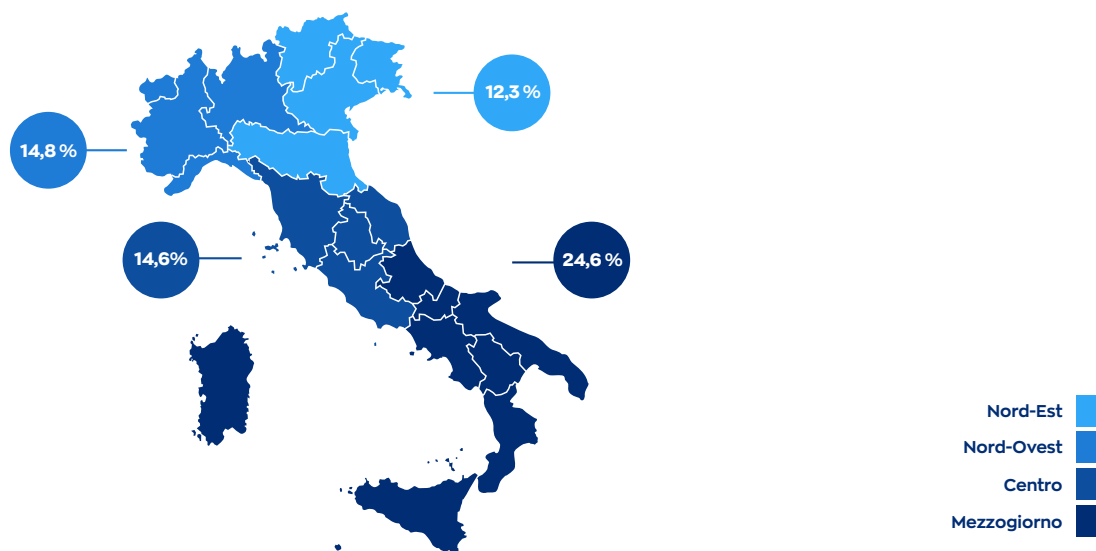 12,3 %
14,8 %
14,6%
24,6 %
Nord-Est
Nord-Ovest
Centro
Mezzogiorno